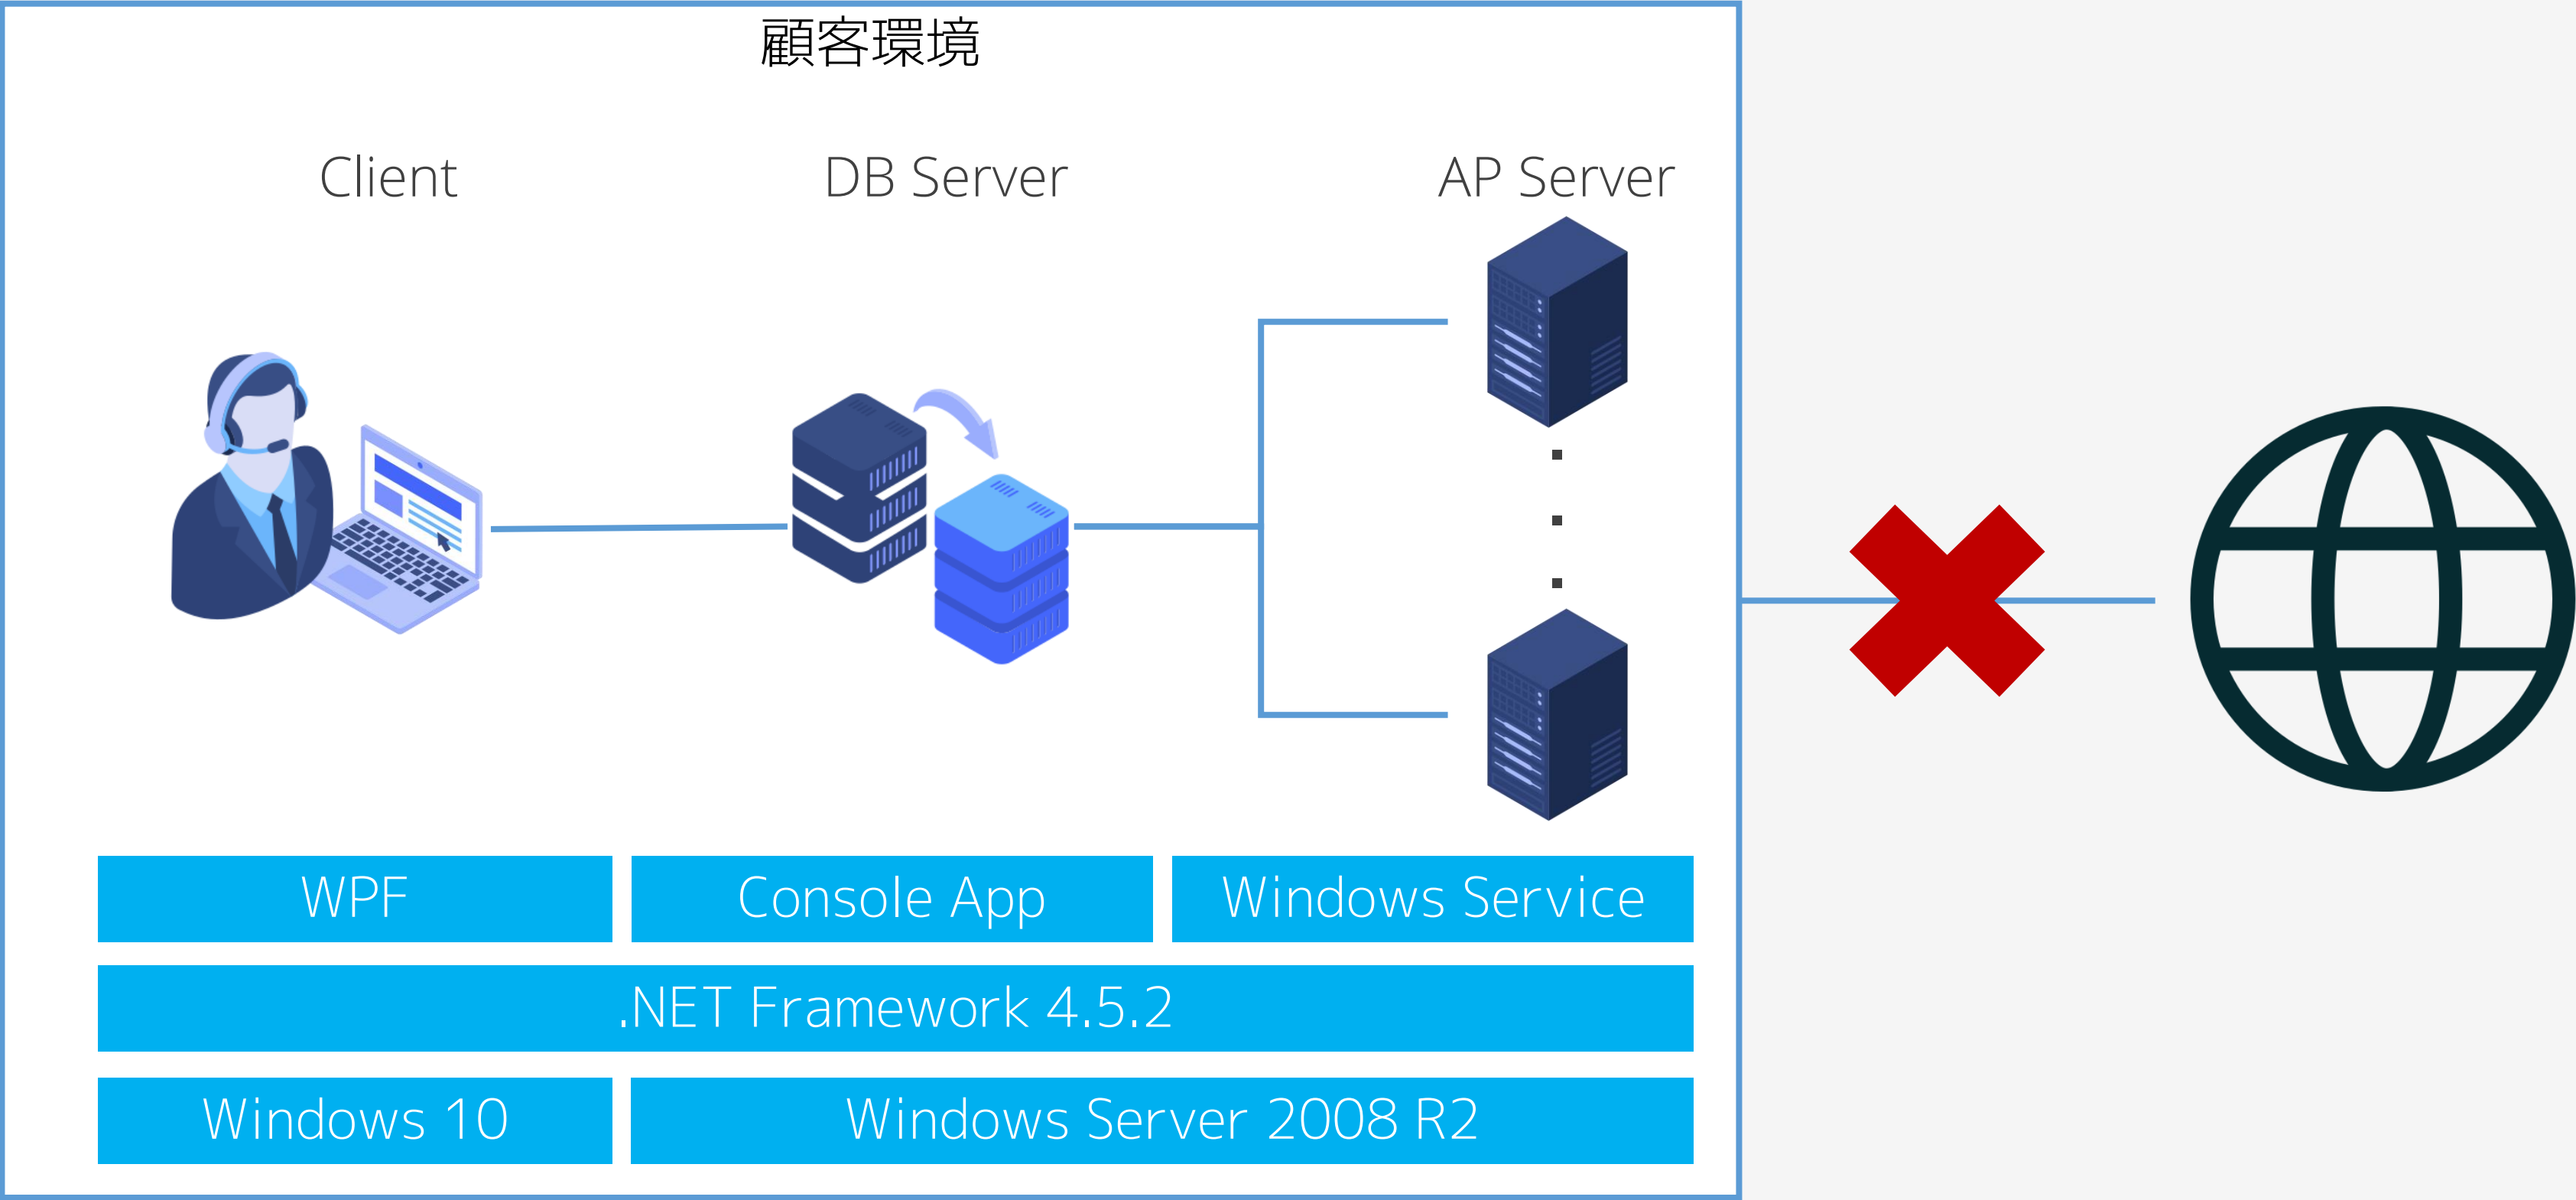 顧客環境
Client
DB Server
AP Server
WPF
Console App
Windows Service
.NET Framework 4.5.2
Windows 10
Windows Server 2008 R2